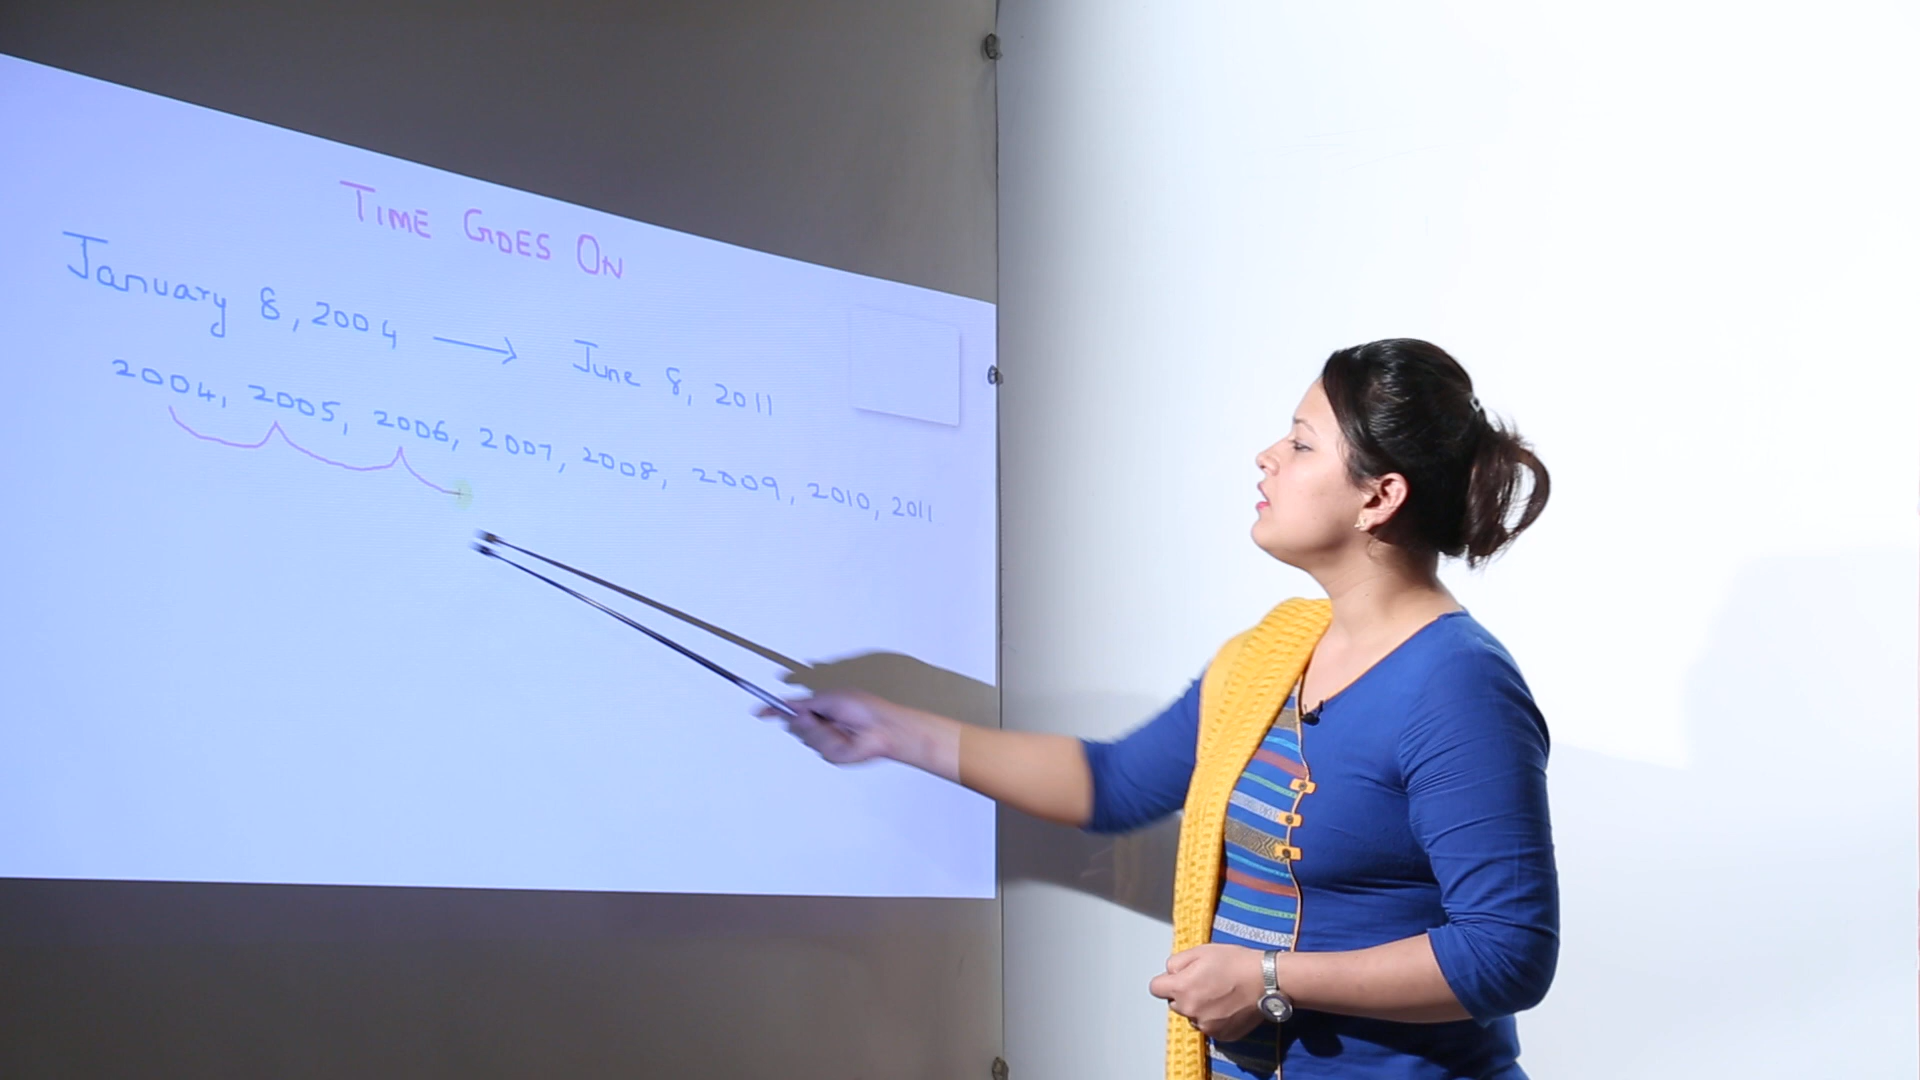 TIME GOES ON
January 8, 2004 → June 8, 2011
2004, 2005, 2006, 2007, 2008, 2009, 2010, 2011